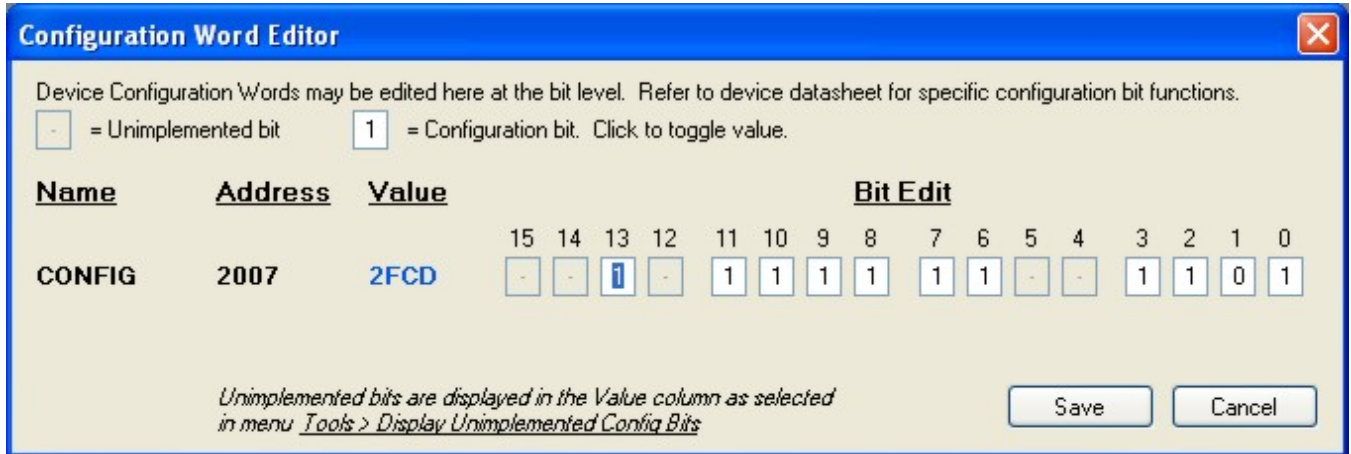 Configuration Word Editor
Device Configuration Words may be edited here at the bit level. Refer to device datasheet for specific configuration bit functions.
- = Unimplemented bit 1 = Configuration bit. Click to toggle value.
Name Address Value Bit Edit
15 14 13 12 11 10 9 8 7 6 5 4 3 2 1 0
CONFIG 2007 2FCD - - 1 - 1 1 1 1 1 1 - - 1 1 0 1
Unimplemented bits are displayed in the Value column as selected
in menu Tools > Display Unimplemented Config Bits
Save Cancel